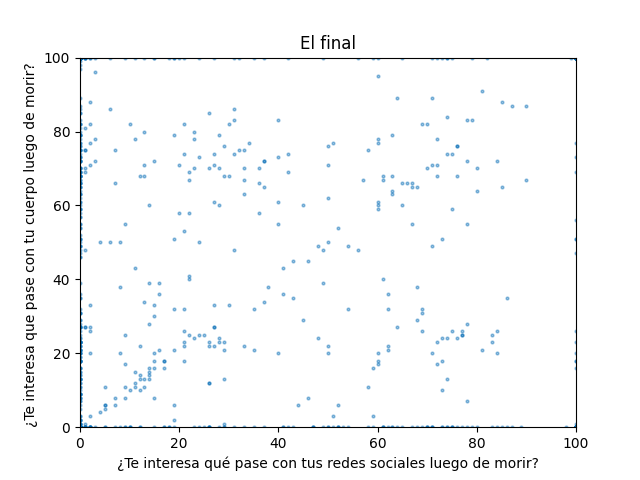 El final
¿Te interesa que pase con tu cuerpo luego de morir?
100
80
60
40
20
0
0 20 40 60 80 100
¿Te interesa qué pase con tus redes sociales luego de morir?